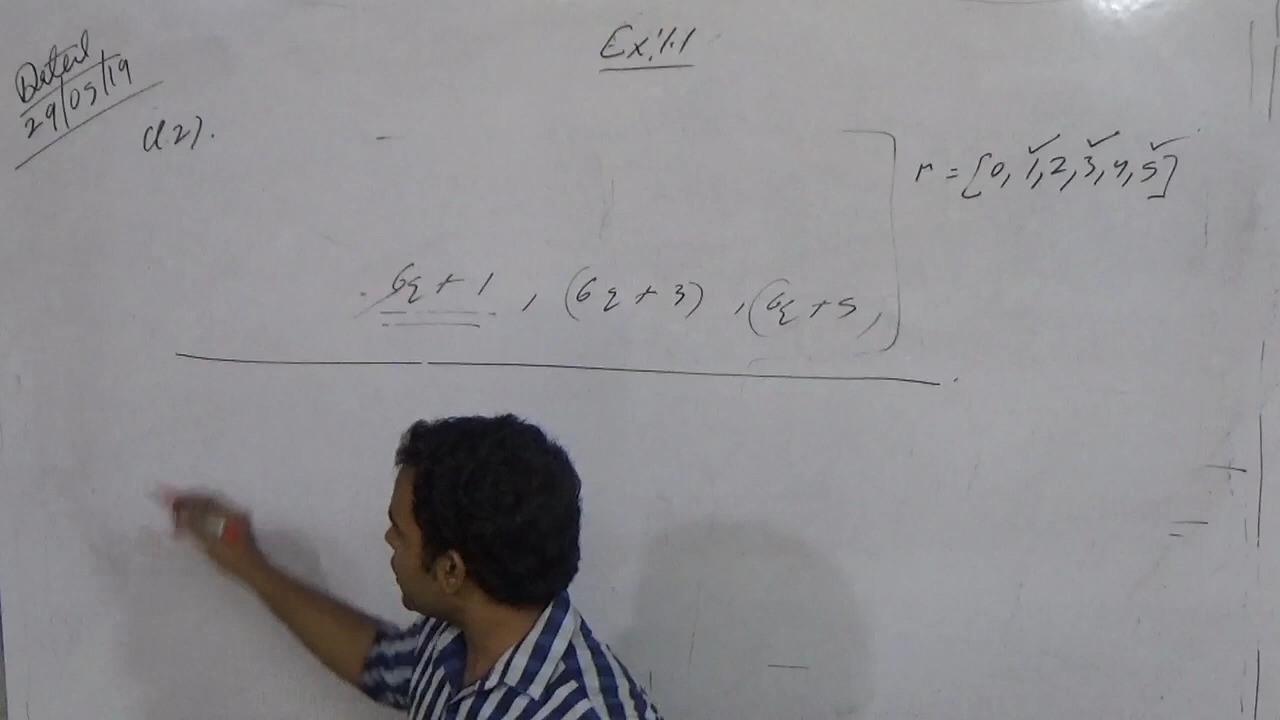 Ex:1.1
Dated
29/05/19
Q.2).
r = [0, 1, 2, 3, 4, 5]
6q + 1 , (6q + 3) , (6q + 5,